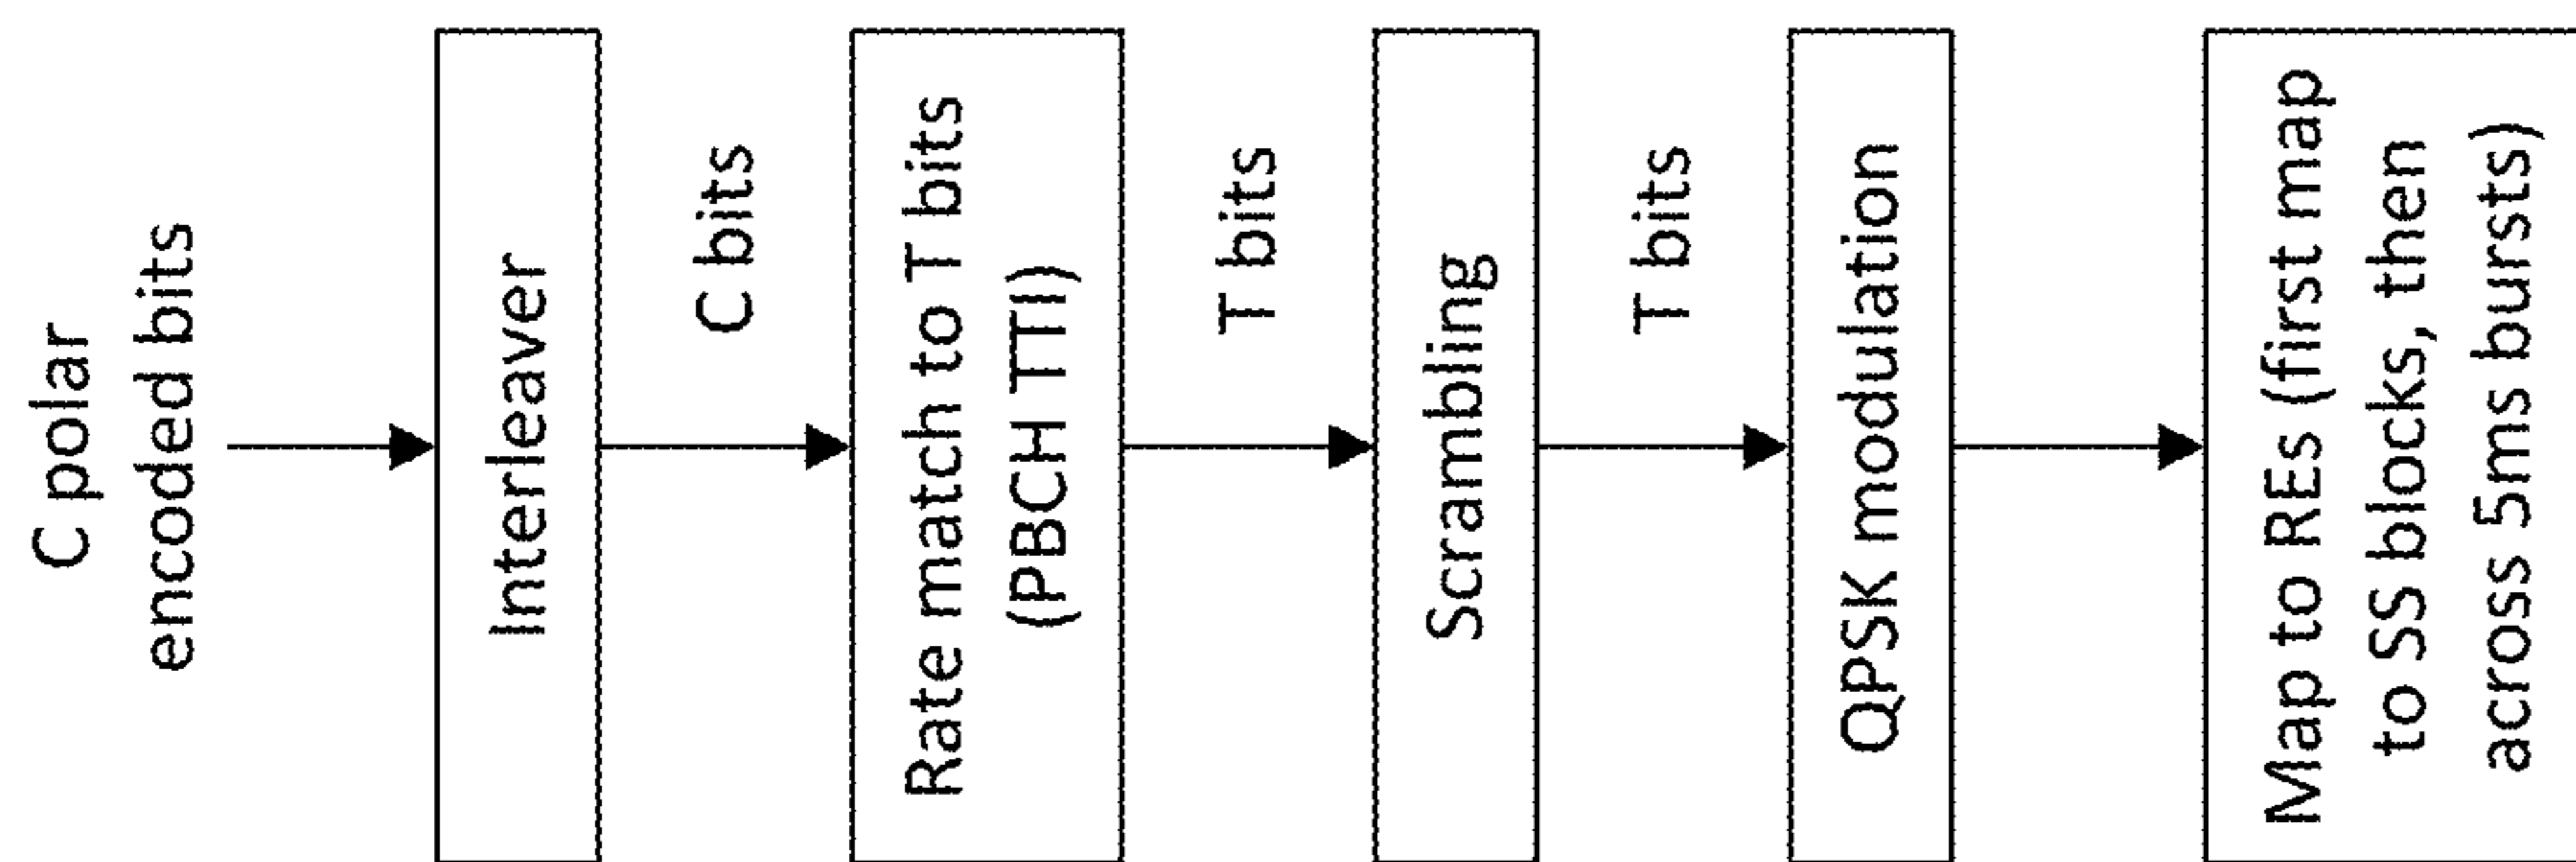 C polar
encoded bits
Interleaver
C bits
Rate match to T bits
(PBCH TTI)
T bits
Scrambling
T bits
QPSK modulation
Map to REs (first map
to SS blocks, then
across 5ms bursts)